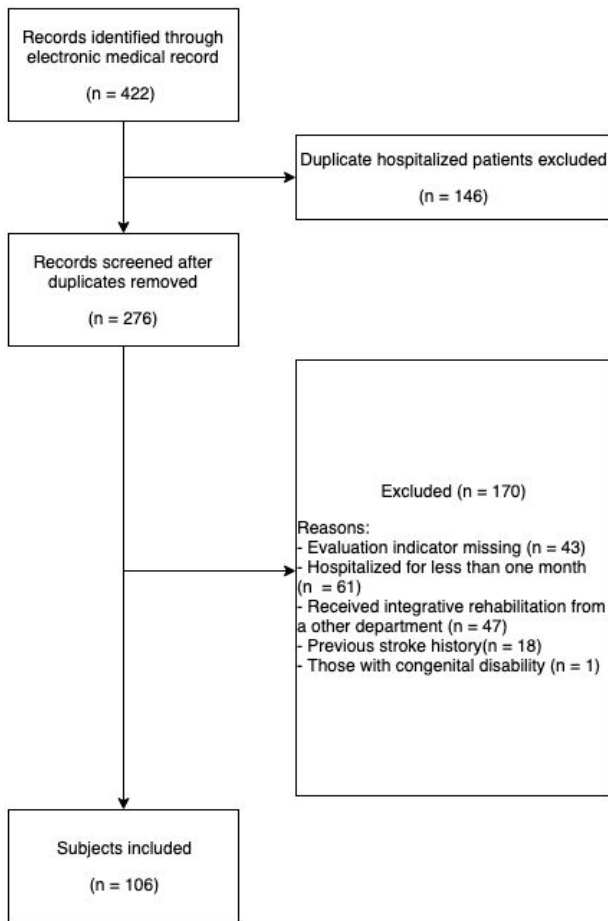 Records identified through
electronic medical record
(n = 422)
Duplicate hospitalized patients excluded
(n = 146)
Records screened after
duplicates removed
(n = 276)
Excluded (n = 170)
Reasons:
- Evaluation indicator missing (n = 43)
- Hospitalized for less than one month
(n  = 61)
- Received integrative rehabilitation from
a other department (n = 47)
- Previous stroke history(n = 18)
- Those with congenital disability (n = 1)
Subjects included
(n = 106)